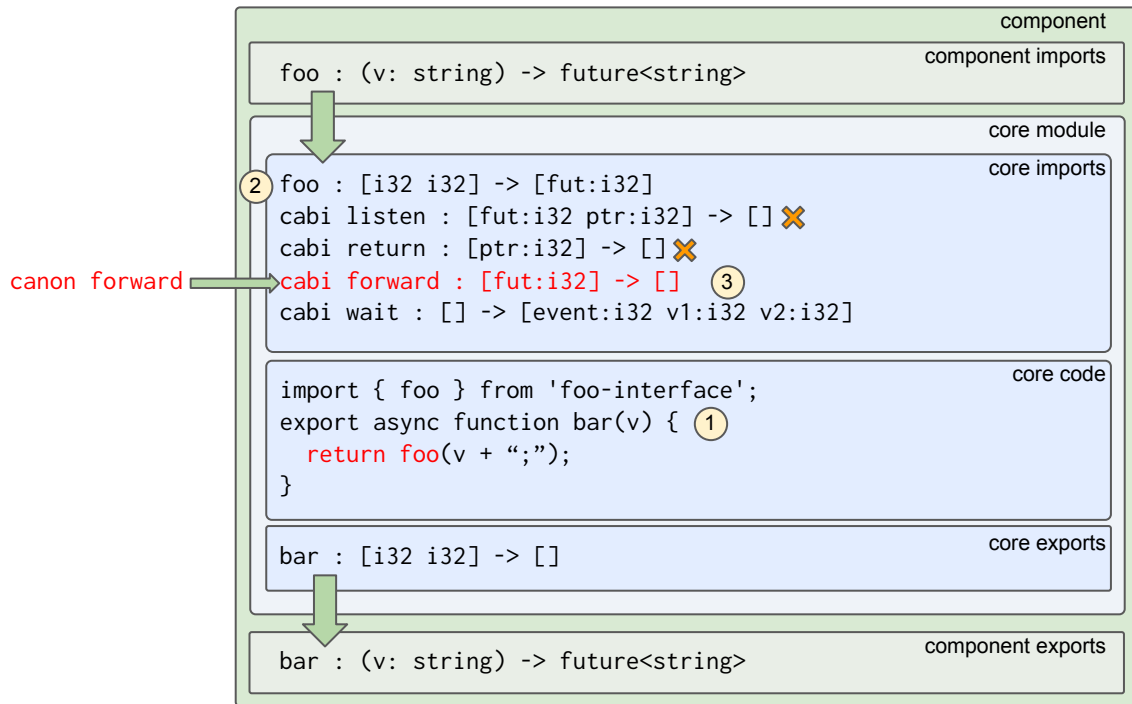 component
component imports
foo : (v: string) -> future<string>
core module
core imports
2
foo : [i32 i32] -> [fut:i32]
cabi listen : [fut:i32 ptr:i32] -> []
cabi return : [ptr:i32] -> []
canon forward
cabi forward : [fut:i32] -> []
3
cabi wait : [] -> [event:i32 v1:i32 v2:i32]
core code
import { foo } from 'foo-interface';
export async function bar(v) {
1
return foo(v + “;”);
}
core exports
bar : [i32 i32] -> []
component exports
bar : (v: string) -> future<string>